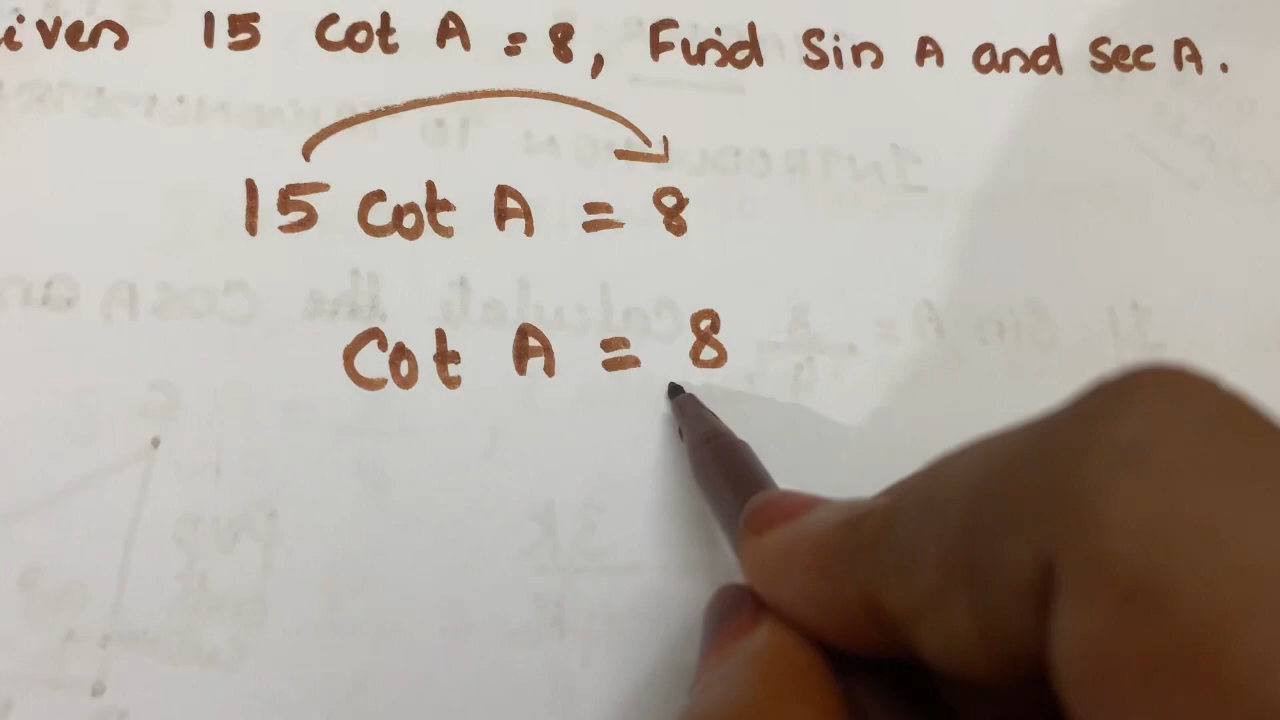 iven 15 Cot A = 8, Find Sin A and Sec A.
15 Cot A = 8
Cot A = 8